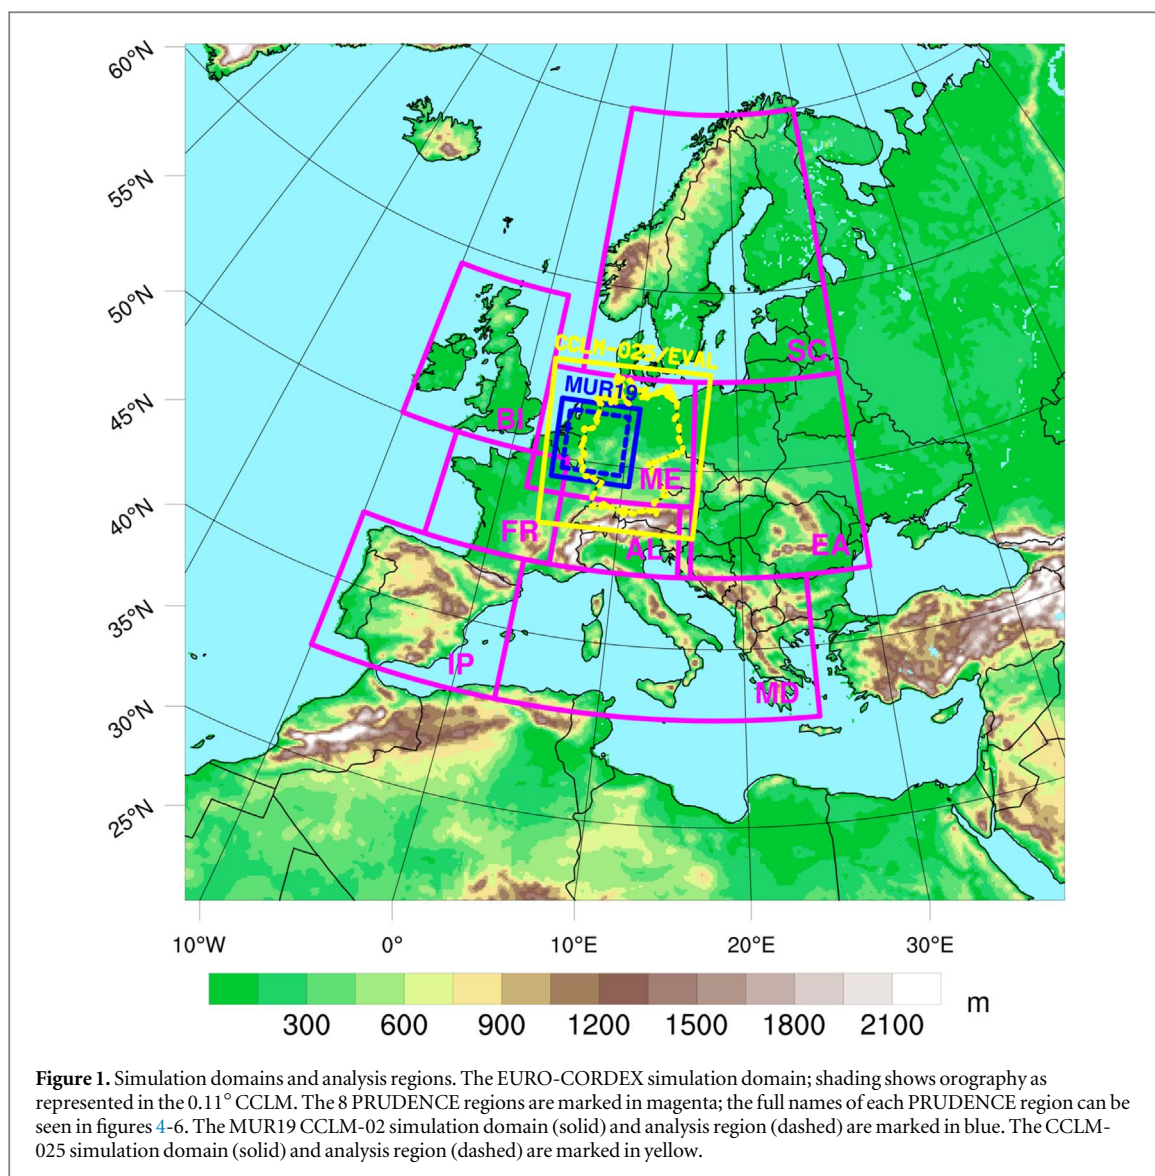 60°N
55°N
50°N
45°N
40°N
35°N
30°N
25°N
CCLM-025/EVAL
MUR19
SC
BI
ME
FR
AL
EA
IP
MD
10°W 0° 10°E 20°E 30°E
300 600 900 1200 1500 1800 2100 m
Figure 1. Simulation domains and analysis regions. The EURO-CORDEX simulation domain; shading shows orography as
represented in the 0.11° CCLM. The 8 PRUDENCE regions are marked in magenta; the full names of each PRUDENCE region can be
seen in figures 4-6. The MUR19 CCLM-02 simulation domain (solid) and analysis region (dashed) are marked in blue. The CCLM-
025 simulation domain (solid) and analysis region (dashed) are marked in yellow.